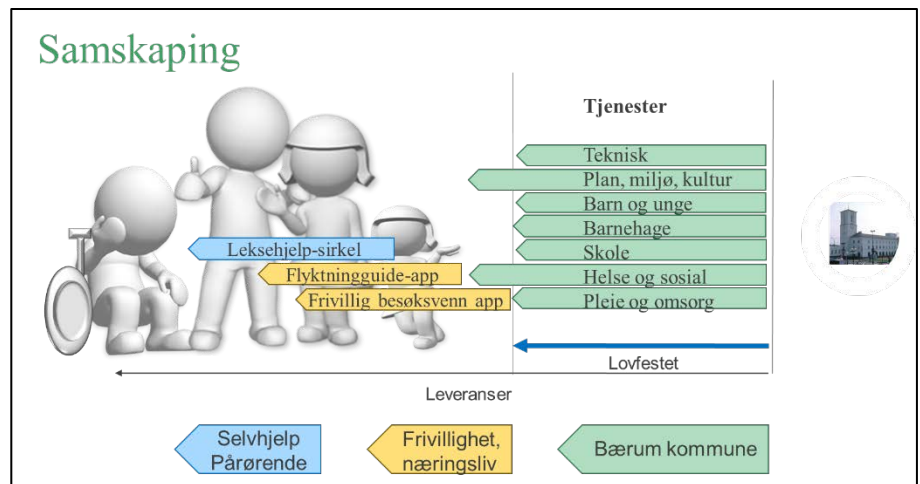 Samskaping
Tjenester
Teknisk
Plan, miljø, kultur
Barn og unge
Barnehage
Leksehjelp-sirkel
Skole
Flyktningguide-app
Helse og sosial
Frivillig besøksvenn app
Pleie og omsorg
Lovfestet
Leveranser
Selvhjelp
Pårørende
Frivillighet,
næringsliv
Bærum kommune